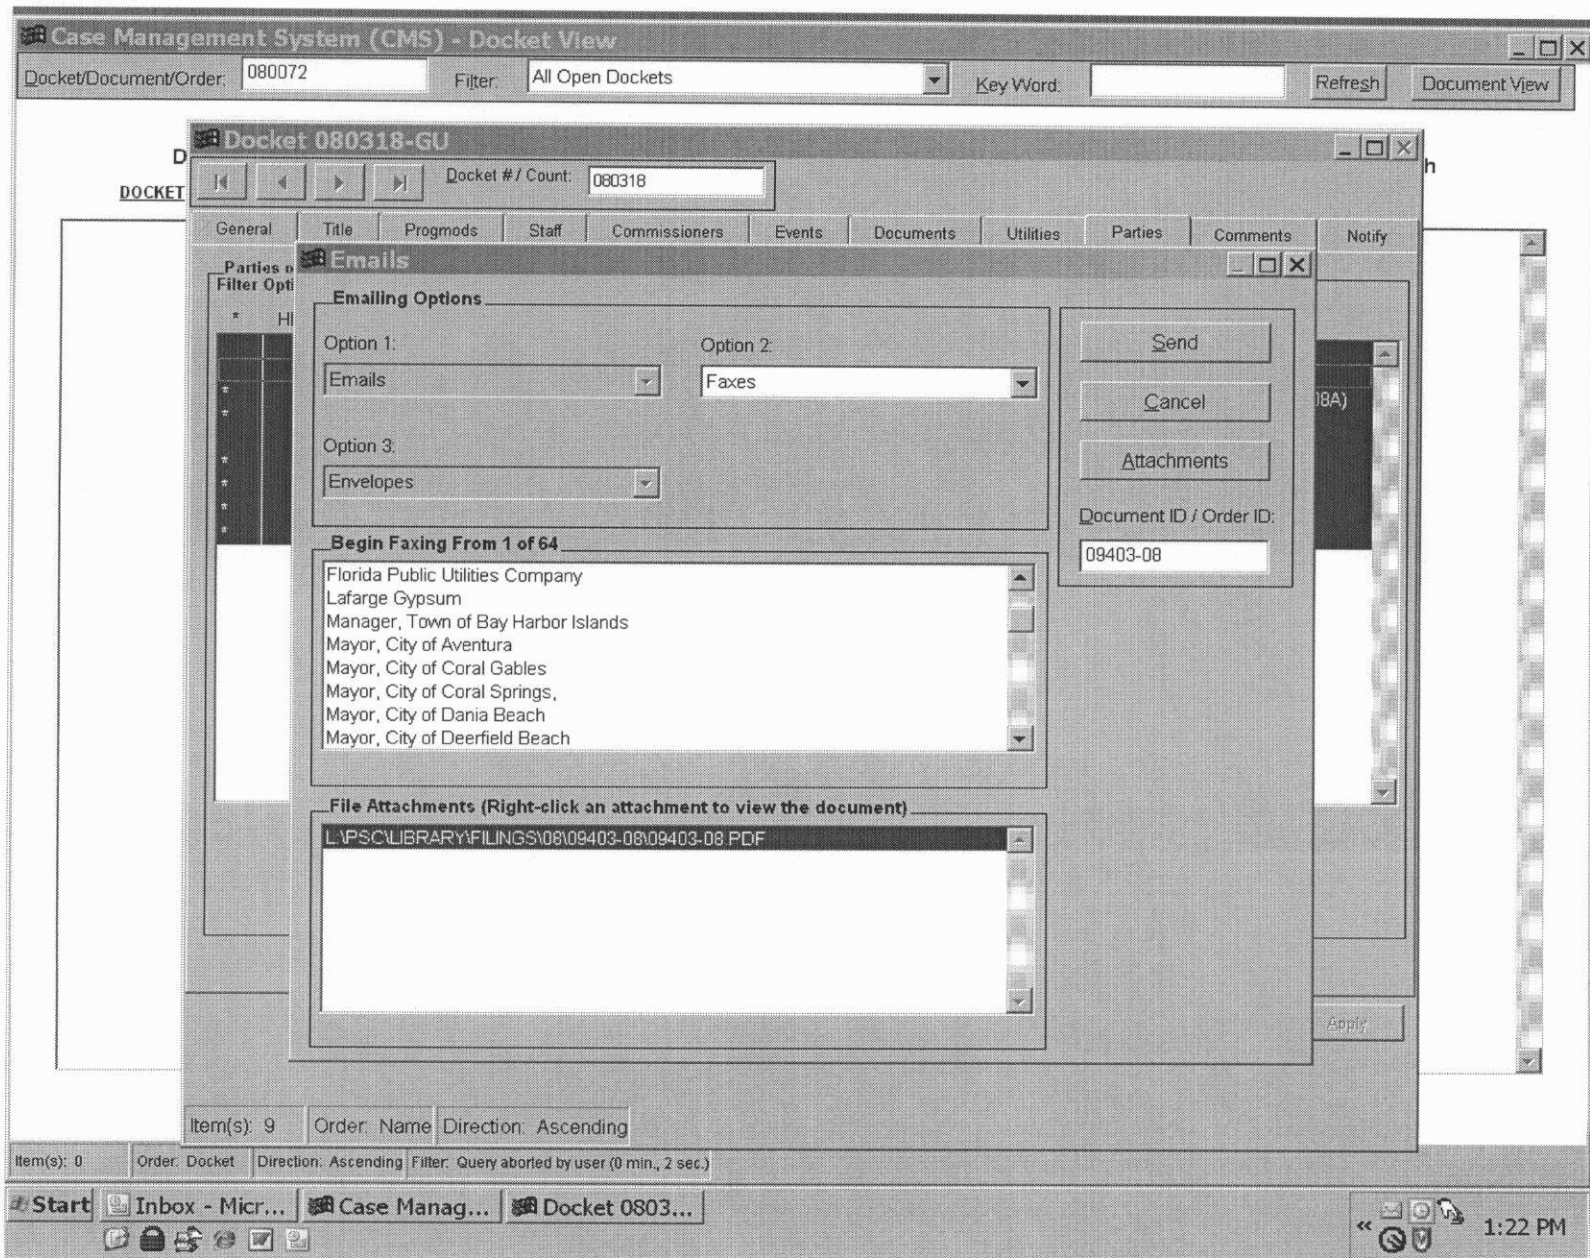 Case Management System (CMS) - Docket View
Docket/Document/Order: 080072 Filter: All Open Dockets Key Word: Refresh Document View
Docket 080318-GU
Docket # / Count: 080318
DOCKET
General Title Progmods Staff Commissioners Events Documents Utilities Parties Comments Notify
Parties o
Filter Opti
* HI
Emails
Emailing Options
Option 1: Option 2:
Emails Faxes
Option 3:
Envelopes
Send
Cancel
Attachments
Document ID / Order ID:
09403-08
08A)
Begin Faxing From 1 of 64
Florida Public Utilities Company
Lafarge Gypsum
Manager, Town of Bay Harbor Islands
Mayor, City of Aventura
Mayor, City of Coral Gables
Mayor, City of Coral Springs,
Mayor, City of Dania Beach
Mayor, City of Deerfield Beach
File Attachments (Right-click an attachment to view the document)
L:\PSC\LIBRARY\FILINGS\08\09403-08\09403-08.PDF
Apply
Item(s): 9 Order: Name Direction: Ascending
Item(s): 0 Order: Docket Direction: Ascending Filter: Query aborted by user (0 min., 2 sec.)
Start Inbox - Micr... Case Manag... Docket 0803... « 1:22 PM